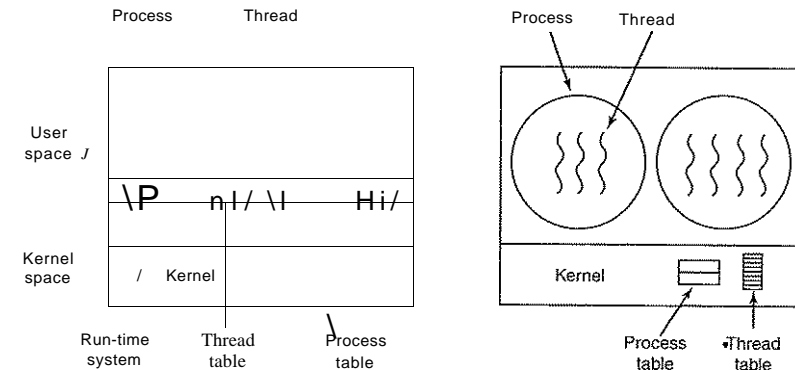 Process Thread
User
space J
\P n I / \I Hi/
Kernel
space
/ Kernel
Run-time
system
Thread
table
Process
table
Process Thread
Kernel
Process
table
Thread
table